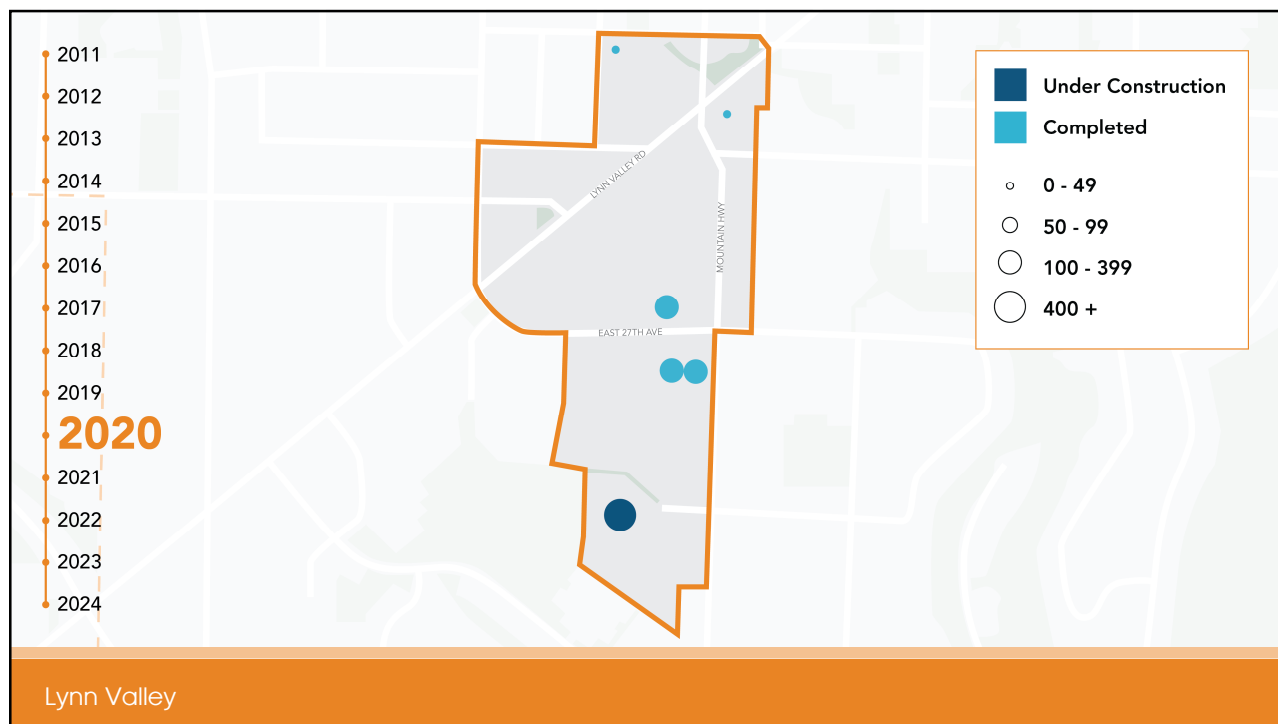 2011
2012
2013
2014
2015
2016
2017
2018
2019
2020
2021
2022
2023
2024
LYNN VALLEY RD
MOUNTAIN HWY
EAST 27TH AVE
Under Construction
Completed
0 - 49
50 - 99
100 - 399
400 +
Lynn Valley